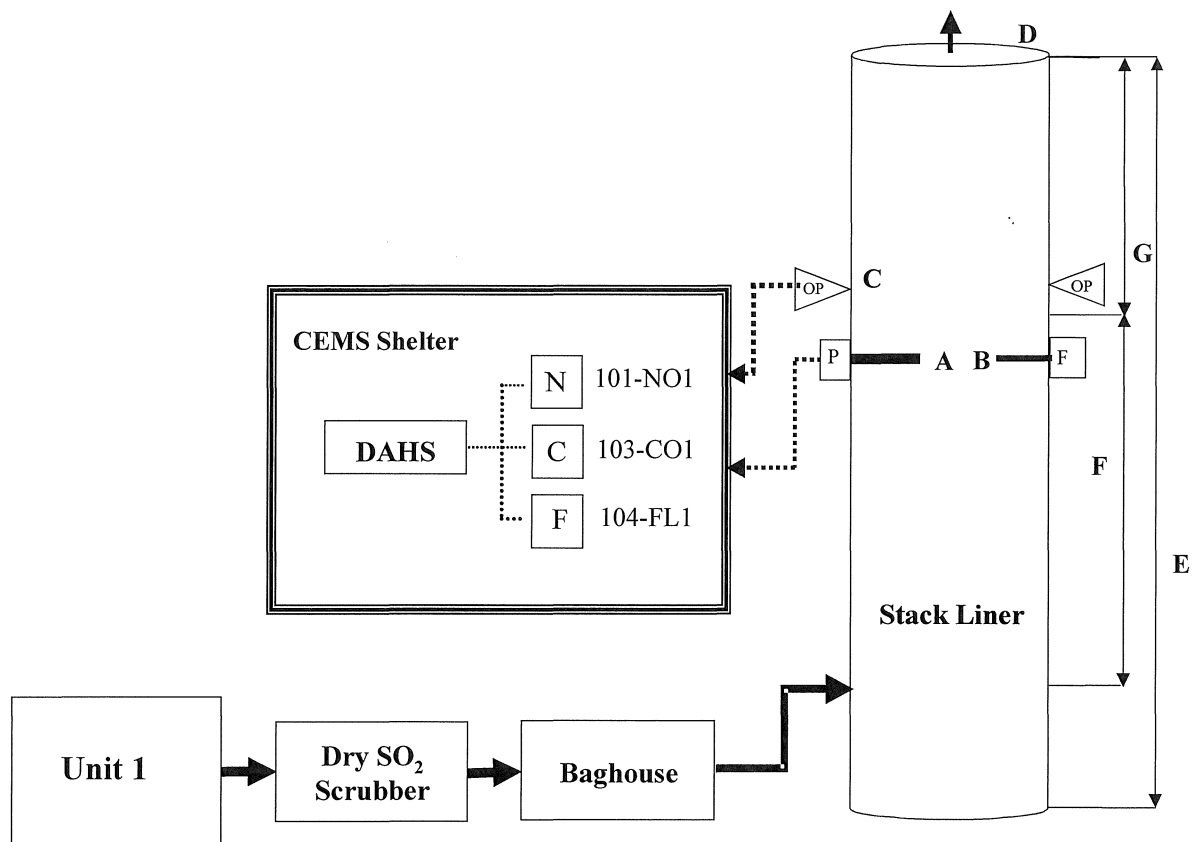 D
G
OP
C
OP
CEMS Shelter
N 101-NO1
P
A B
F
DAHS
C 103-CO1
F
F 104-FL1
E
Stack Liner
Unit 1
Dry SO₂
Scrubber
Baghouse